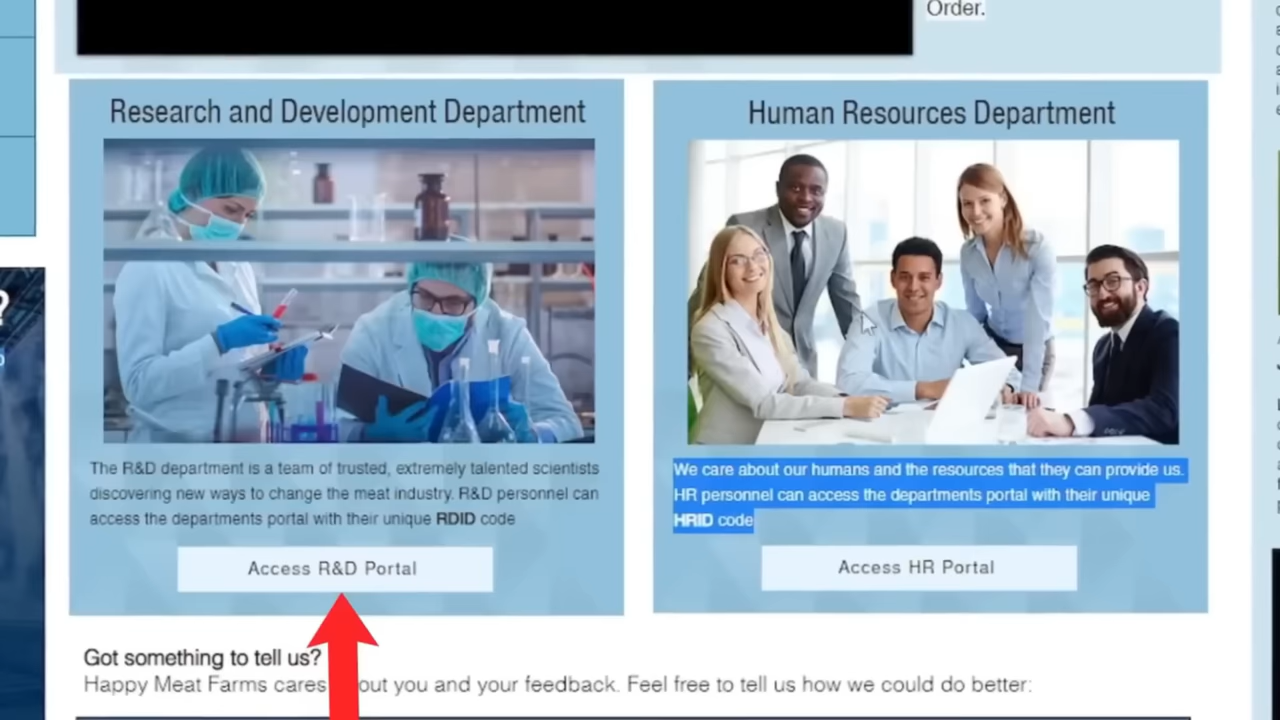 Order.
Research and Development Department
Human Resources Department
?
The R&D department is a team of trusted, extremely talented scientists
discovering new ways to change the meat industry. R&D personnel can
access the departments portal with their unique RDID code
We care about our humans and the resources that they can provide us.
HR personnel can access the departments portal with their unique
HRID code
Access R&D Portal
Access HR Portal
Got something to tell us?
Happy Meat Farms cares out you and your feedback. Feel free to tell us how we could do better: